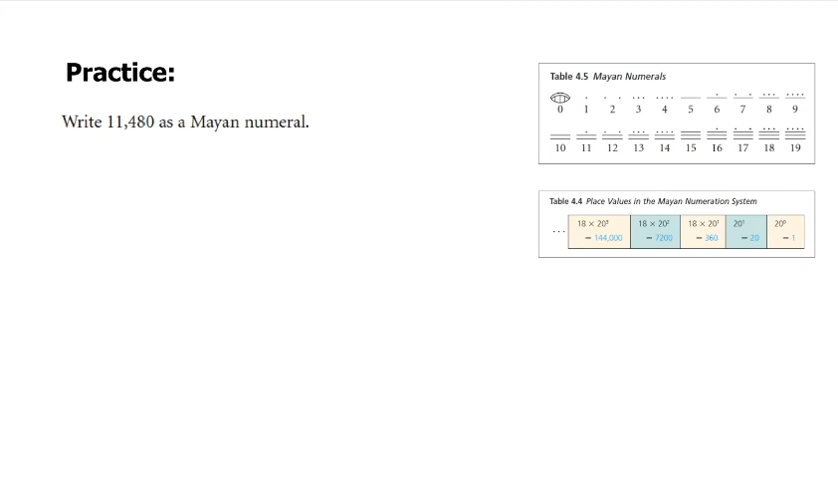 Practice:
Write 11,480 as a Mayan numeral.
Table 4.5 Mayan Numerals
0 1 2 3 4 5 6 7 8 9
10 11 12 13 14 15 16 17 18 19
Table 4.4 Place Values in the Mayan Numeration System
... 18 × 20³ 18 × 20² 18 × 20¹ 20¹ 20⁰
= 144,000 = 7200 = 360 = 20 = 1